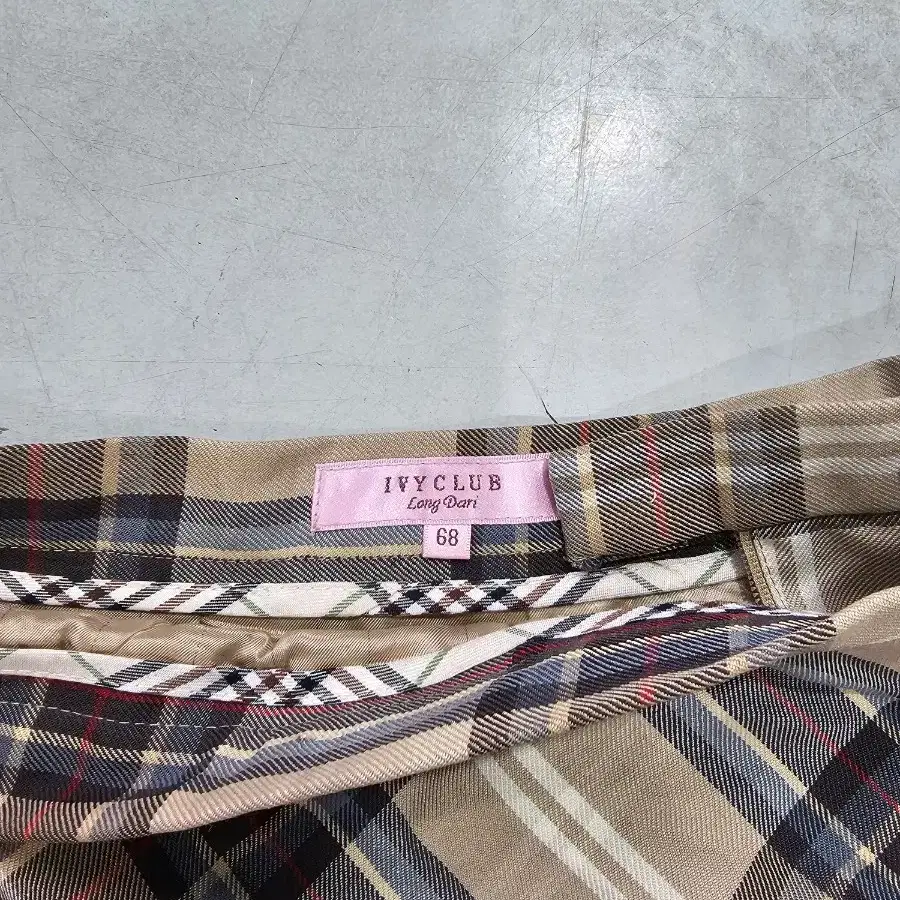 IVYCLUB
Long Dari
68